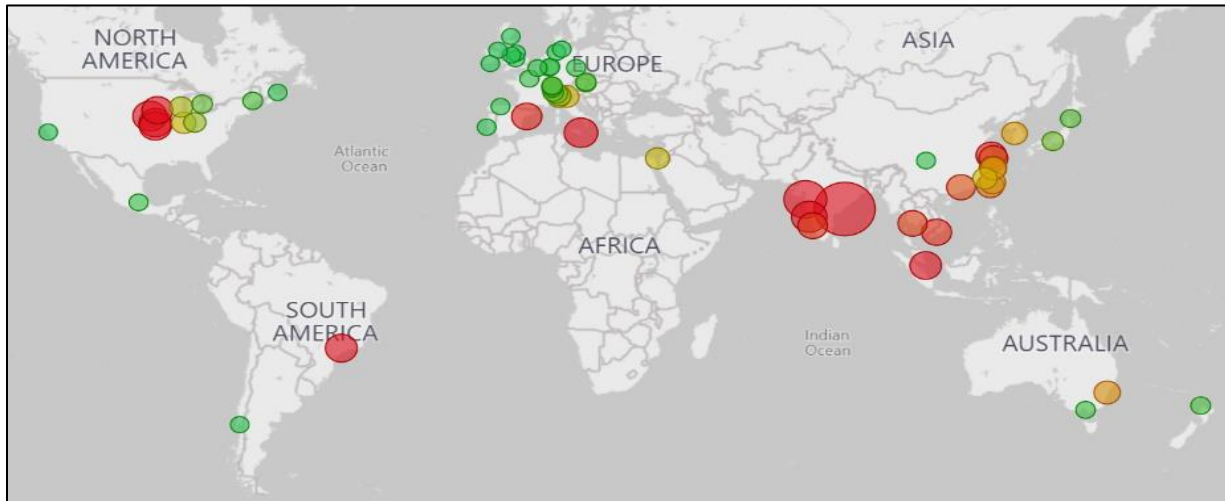 NORTH
AMERICA
ASIA
EUROPE
Atlantic
Ocean
AFRICA
SOUTH
AMERICA
Indian
Ocean
AUSTRALIA